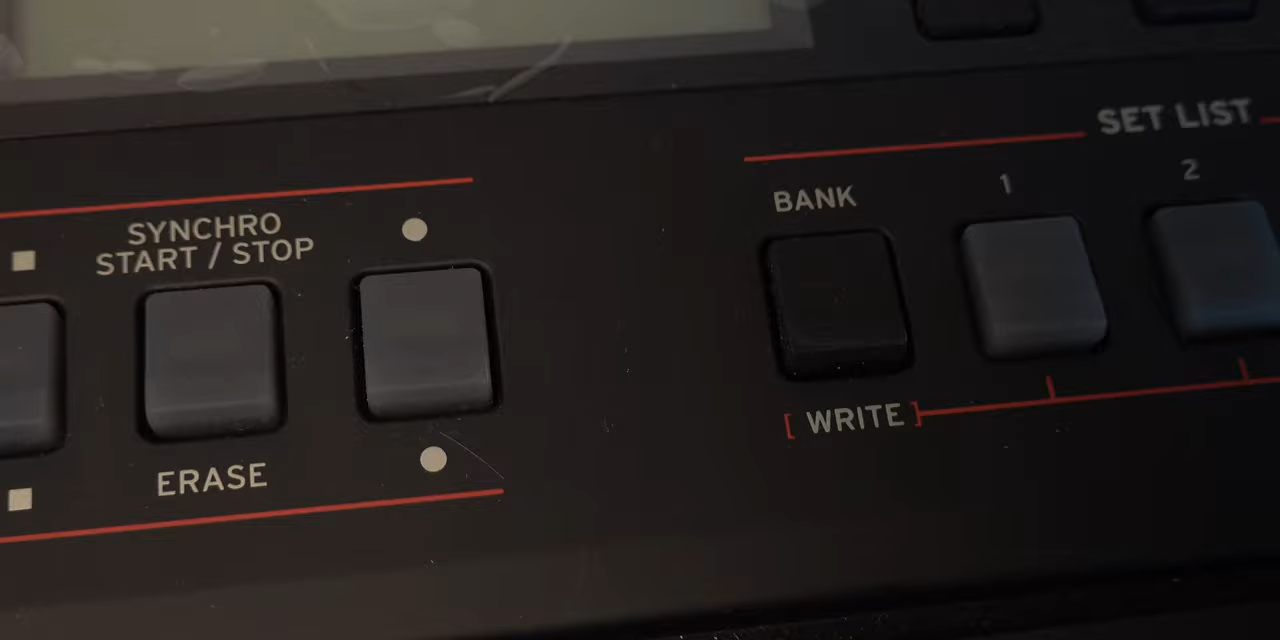 SYNCHRO
START / STOP
ERASE
SET LIST
BANK
1
2
[ WRITE ]